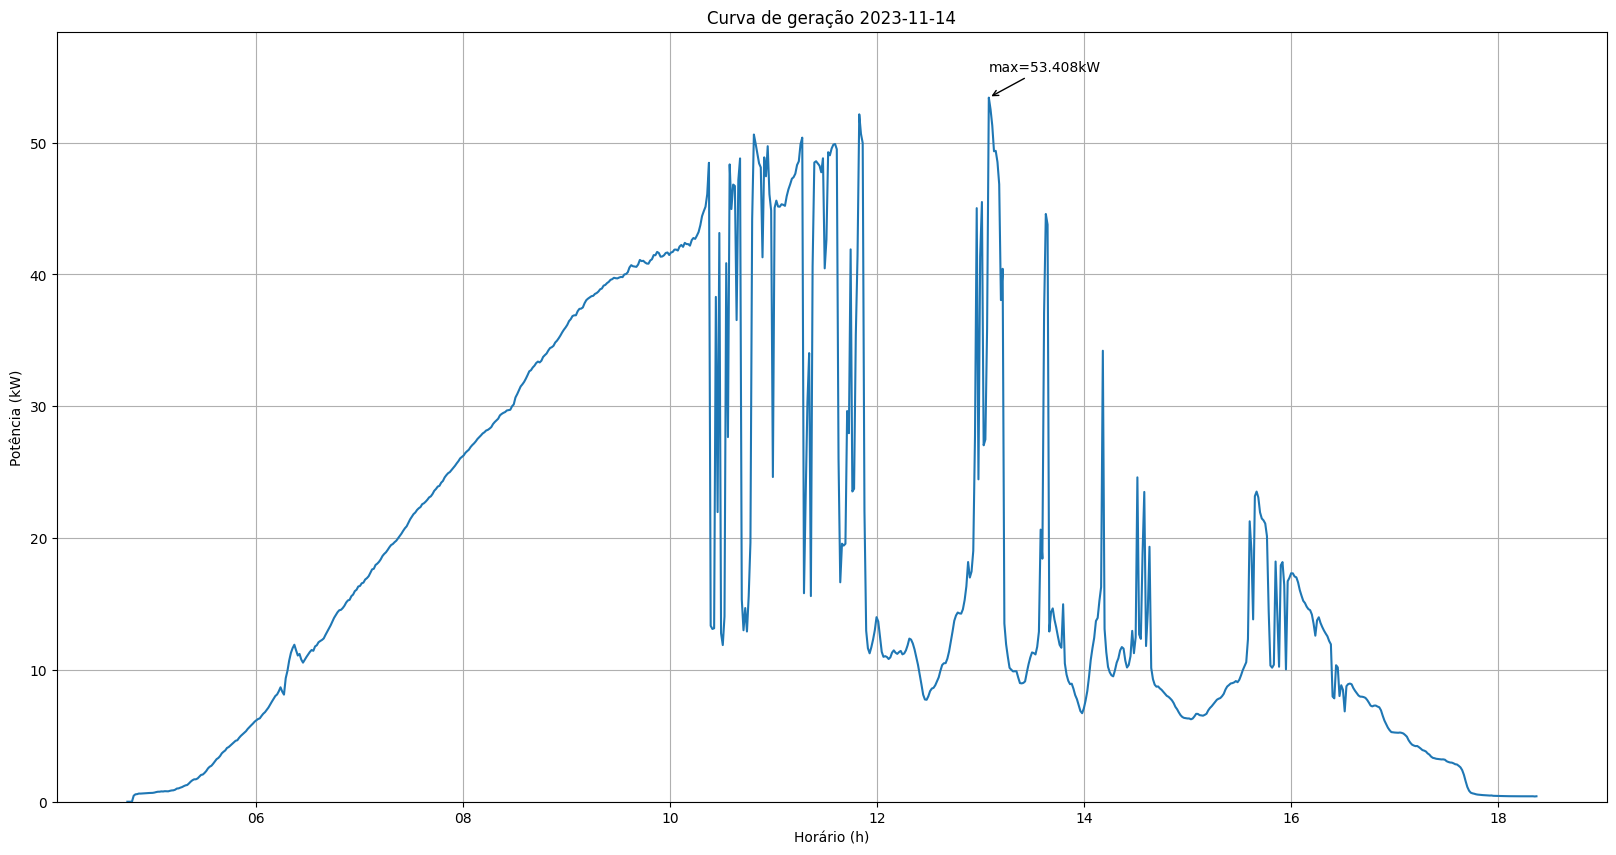 Curva de geração 2023-11-14
max=53.408kW
Potência (kW)
50
40
30
20
10
0
06 08 10 12 14 16 18
Horário (h)